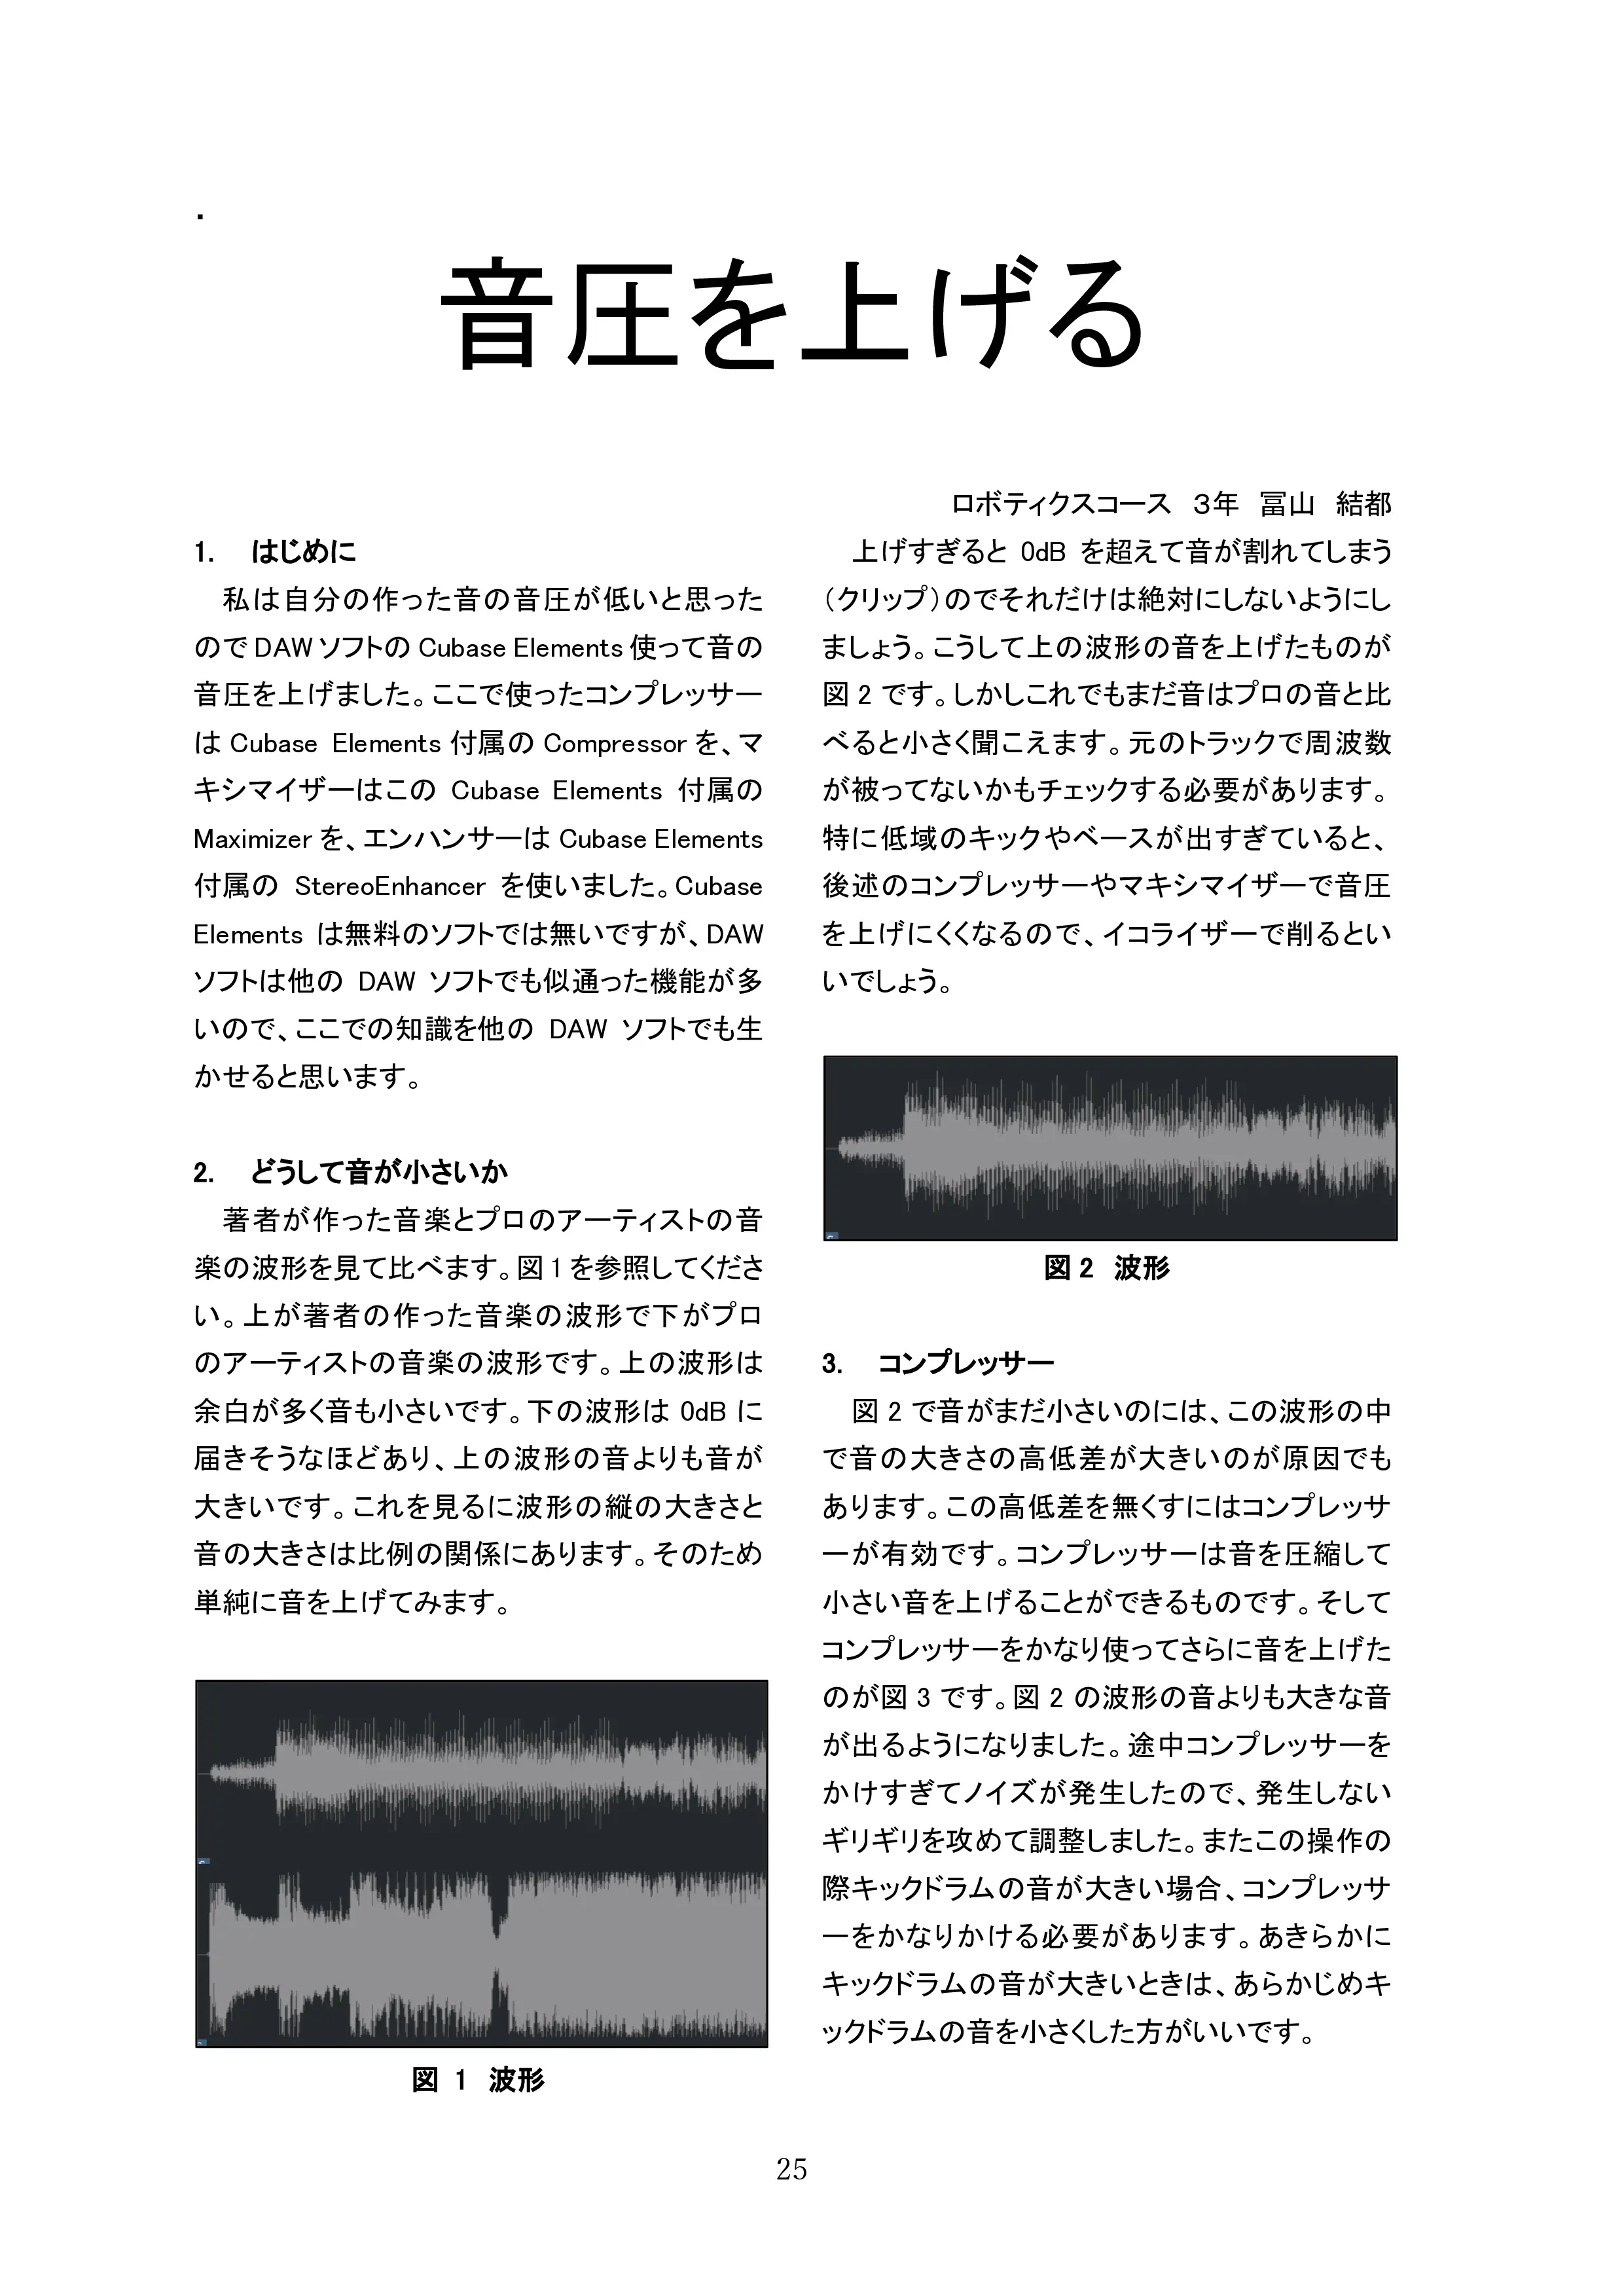 .
音圧を上げる
ロボティクスコース　3年　冨山　結都
1.　はじめに
　私は自分の作った音の音圧が低いと思った
のでDAWソフトのCubase Elements使って音の
音圧を上げました。ここで使ったコンプレッサー
は Cubase Elements 付属の Compressor を、マ
キシマイザーはこの Cubase Elements 付属の
Maximizer を、エンハンサーは Cubase Elements
付属の StereoEnhancer を使いました。Cubase
Elements は無料のソフトでは無いですが、DAW
ソフトは他の DAW ソフトでも似通った機能が多
いので、ここでの知識を他の DAW ソフトでも生
かせると思います。
2.　どうして音が小さいか
　著者が作った音楽とプロのアーティストの音
楽の波形を見て比べます。図1を参照してくださ
い。上が著者の作った音楽の波形で下がプロ
のアーティストの音楽の波形です。上の波形は
余白が多く音も小さいです。下の波形は 0dB に
届きそうなほどあり、上の波形の音よりも音が
大きいです。これを見るに波形の縦の大きさと
音の大きさは比例の関係にあります。そのため
単純に音を上げてみます。
図 1 波形
　上げすぎると 0dB を超えて音が割れてしまう
（クリップ）のでそれだけは絶対にしないようにし
ましょう。こうして上の波形の音を上げたものが
図 2 です。しかしこれでもまだ音はプロの音と比
べると小さく聞こえます。元のトラックで周波数
が被ってないかもチェックする必要があります。
特に低域のキックやベースが出すぎていると、
後述のコンプレッサーやマキシマイザーで音圧
を上げにくくなるので、イコライザーで削るとい
いでしょう。
図 2 波形
3.　コンプレッサー
　図 2 で音がまだ小さいのには、この波形の中
で音の大きさの高低差が大きいのが原因でも
あります。この高低差を無くすにはコンプレッサ
ーが有効です。コンプレッサーは音を圧縮して
小さい音を上げることができるものです。そして
コンプレッサーをかなり使ってさらに音を上げた
のが図 3 です。図 2 の波形の音よりも大きな音
が出るようになりました。途中コンプレッサーを
かけすぎてノイズが発生したので、発生しない
ギリギリを攻めて調整しました。またこの操作の
際キックドラムの音が大きい場合、コンプレッサ
ーをかなりかける必要があります。あきらかに
キックドラムの音が大きいときは、あらかじめキ
ックドラムの音を小さくした方がいいです。
25